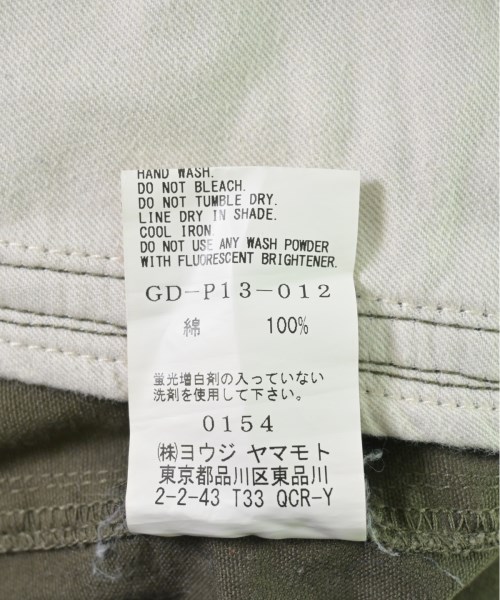 HAND WASH.
DO NOT BLEACH.
DO NOT TUMBLE DRY.
LINE DRY IN SHADE.
COOL IRON
DO NOT USE ANY WASH POWDER
WITH FLUORESCENT BRIGHTENER.
GD-P13-012
綿 100%
蛍光増白剤の入っていない
洗剤を使用して下さい。
0154
㈱ヨウジ ヤマモト
東京都品川区東品川
2-2-43 T33 QCR-Y